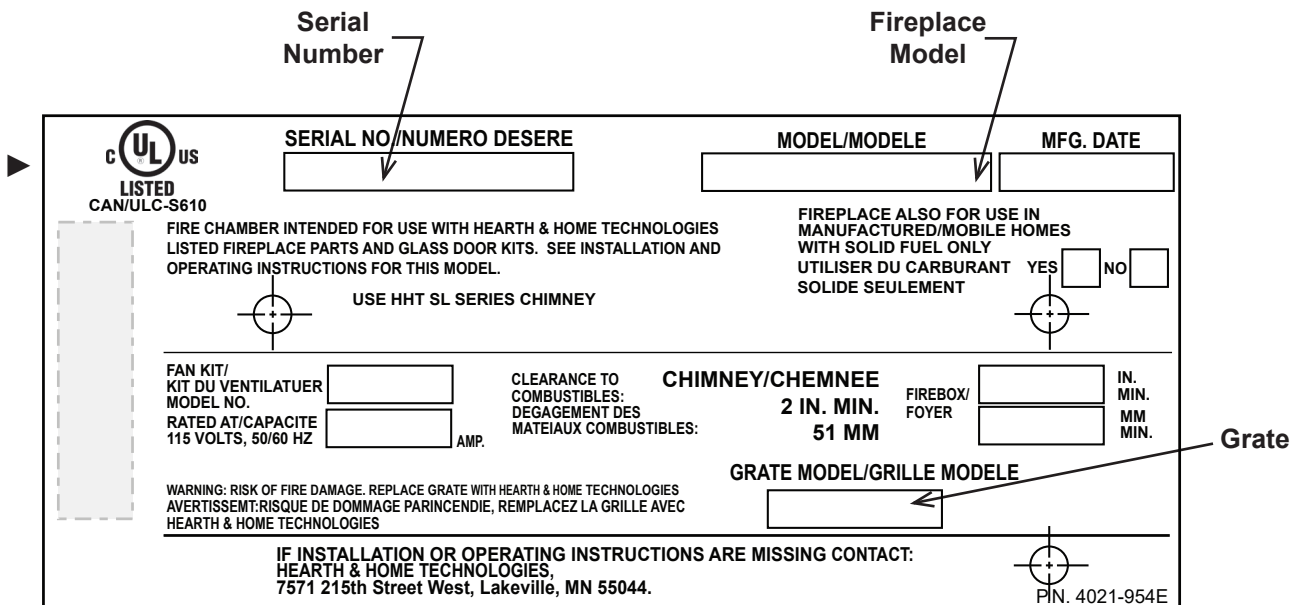 Serial
Number
Fireplace
Model
C UL ® US
LISTED
CAN/ULC-S610
SERIAL NO./NUMERO DESERE
MODEL/MODELE
MFG. DATE
FIRE CHAMBER INTENDED FOR USE WITH HEARTH & HOME TECHNOLOGIES
LISTED FIREPLACE PARTS AND GLASS DOOR KITS. SEE INSTALLATION AND
OPERATING INSTRUCTIONS FOR THIS MODEL.
USE HHT SL SERIES CHIMNEY
FIREPLACE ALSO FOR USE IN
MANUFACTURED/MOBILE HOMES
WITH SOLID FUEL ONLY
UTILISER DU CARBURANT YES NO
SOLIDE SEULEMENT
FAN KIT/
KIT DU VENTILATUER
MODEL NO.
RATED AT/CAPACITE
115 VOLTS, 50/60 HZ AMP.
CLEARANCE TO
COMBUSTIBLES:
DEGAGEMENT DES
MATEIAUX COMBUSTIBLES:
CHIMNEY/CHEMNEE
2 IN. MIN.
51 MM
FIREBOX/
FOYER
IN.
MIN.
MM
MIN.
Grate
GRATE MODEL/GRILLE MODELE
WARNING: RISK OF FIRE DAMAGE. REPLACE GRATE WITH HEARTH & HOME TECHNOLOGIES
AVERTISSEMT:RISQUE DE DOMMAGE PARINCENDIE, REMPLACEZ LA GRILLE AVEC
HEARTH & HOME TECHNOLOGIES
IF INSTALLATION OR OPERATING INSTRUCTIONS ARE MISSING CONTACT:
HEARTH & HOME TECHNOLOGIES,
7571 215th Street West, Lakeville, MN 55044.
P.N. 4021-954E